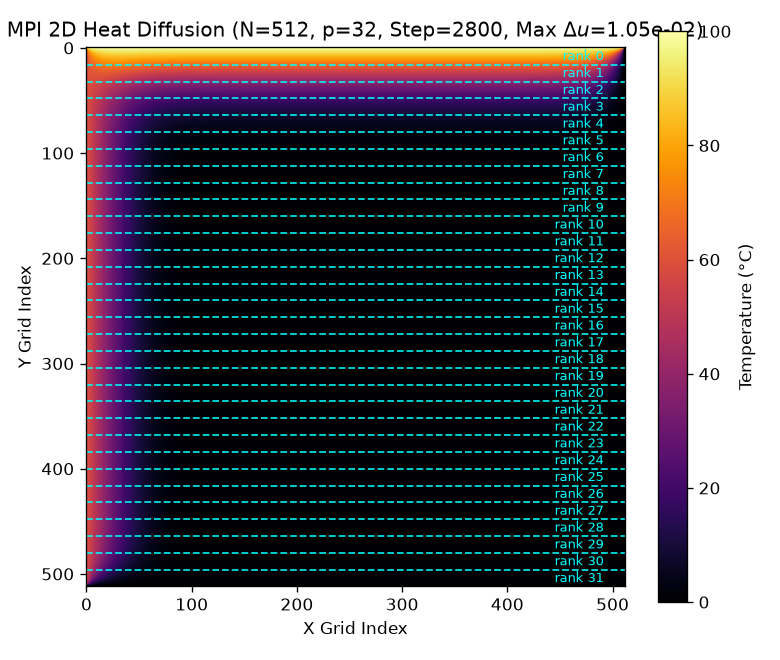 MPI 2D Heat Diffusion (N=512, p=32, Step=2800, Max Δu=1.05e-02)
0
100
200
300
400
500
Y Grid Index
rank 0
rank 1
rank 2
rank 3
rank 4
rank 5
rank 6
rank 7
rank 8
rank 9
rank 10
rank 11
rank 12
rank 13
rank 14
rank 15
rank 16
rank 17
rank 18
rank 19
rank 20
rank 21
rank 22
rank 23
rank 24
rank 25
rank 26
rank 27
rank 28
rank 29
rank 30
rank 31
0
100
200
300
400
500
X Grid Index
100
80
60
40
20
0
Temperature (°C)